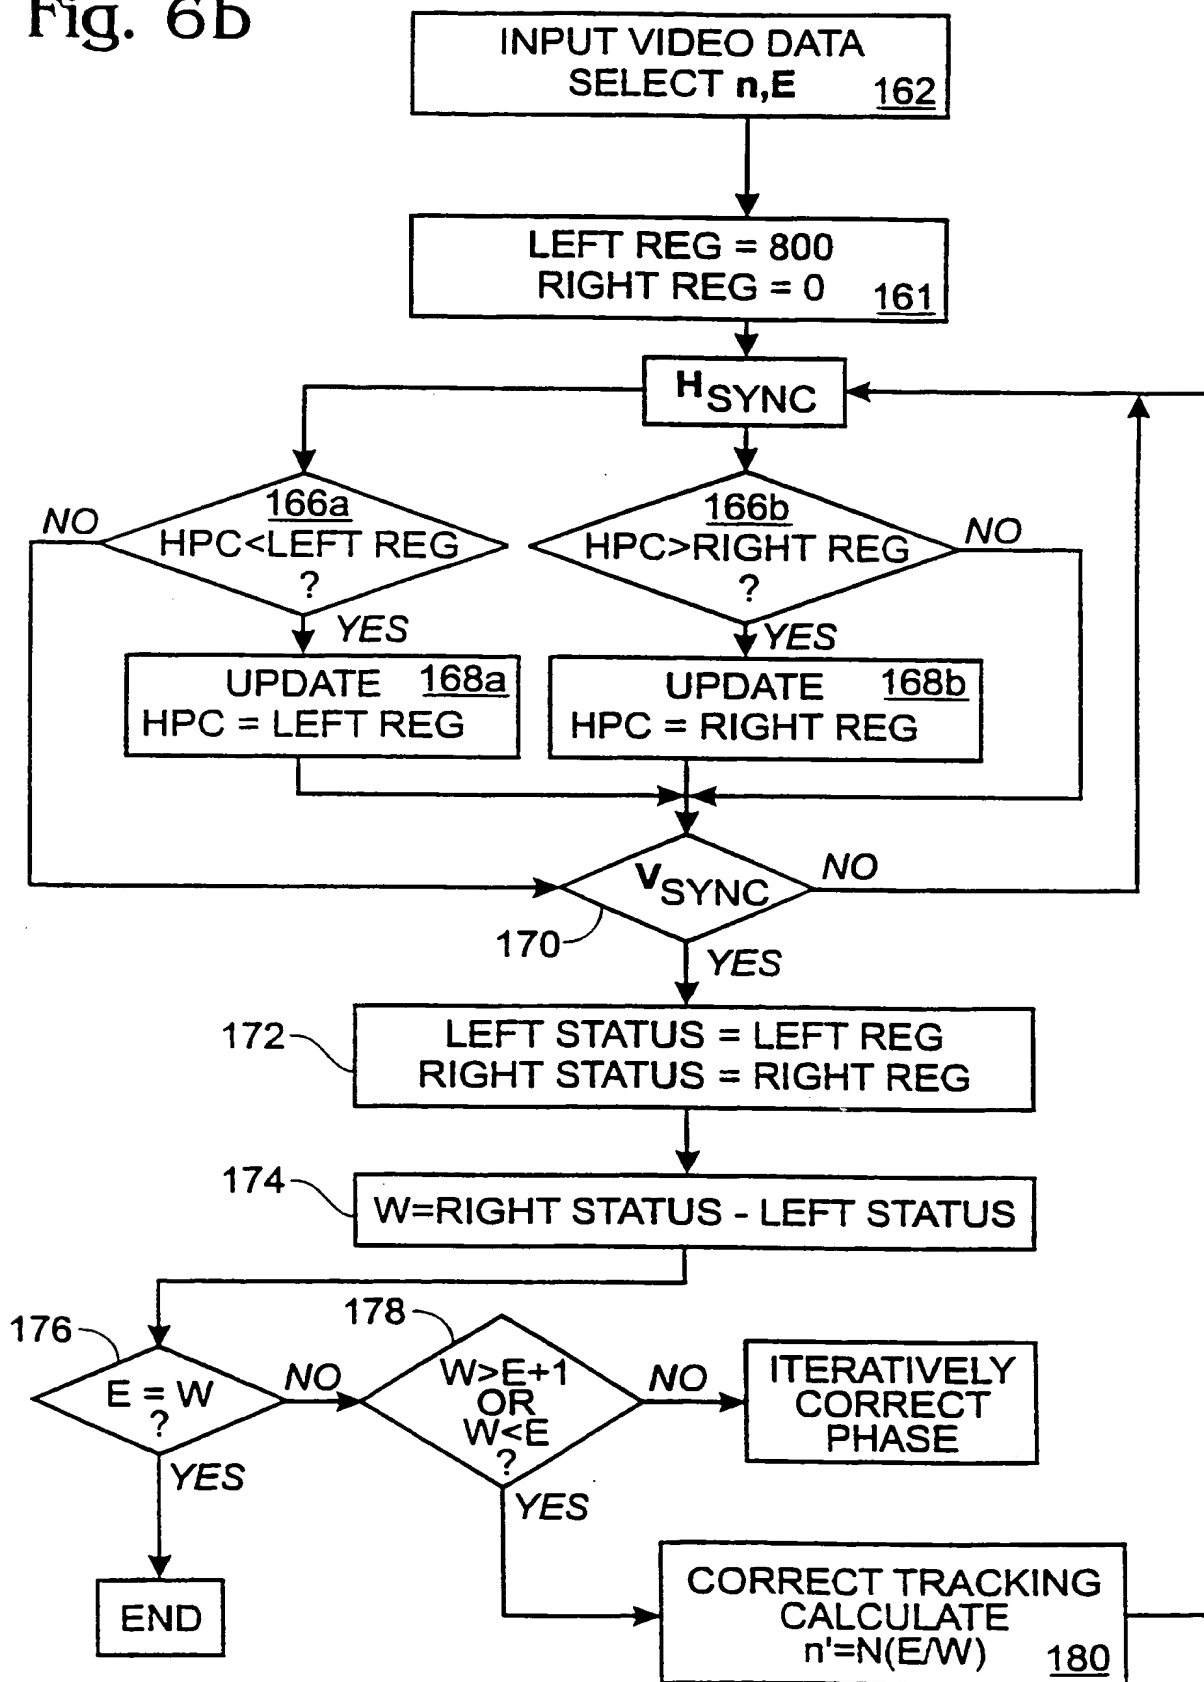 Fig. 6b
INPUT VIDEO DATA
SELECT n,E
162
LEFT REG = 800
RIGHT REG = 0
161
HSYNC
166a
HPC<LEFT REG
?
NO
YES
166b
HPC>RIGHT REG
?
NO
YES
UPDATE 168a
HPC = LEFT REG
UPDATE 168b
HPC = RIGHT REG
VSYNC
NO
170
YES
172
LEFT STATUS = LEFT REG
RIGHT STATUS = RIGHT REG
174
W=RIGHT STATUS - LEFT STATUS
176
E = W
?
NO
YES
178
W>E+1
OR
W<E
?
NO
YES
ITERATIVELY
CORRECT
PHASE
END
CORRECT TRACKING
CALCULATE
n'=N(E/W)
180